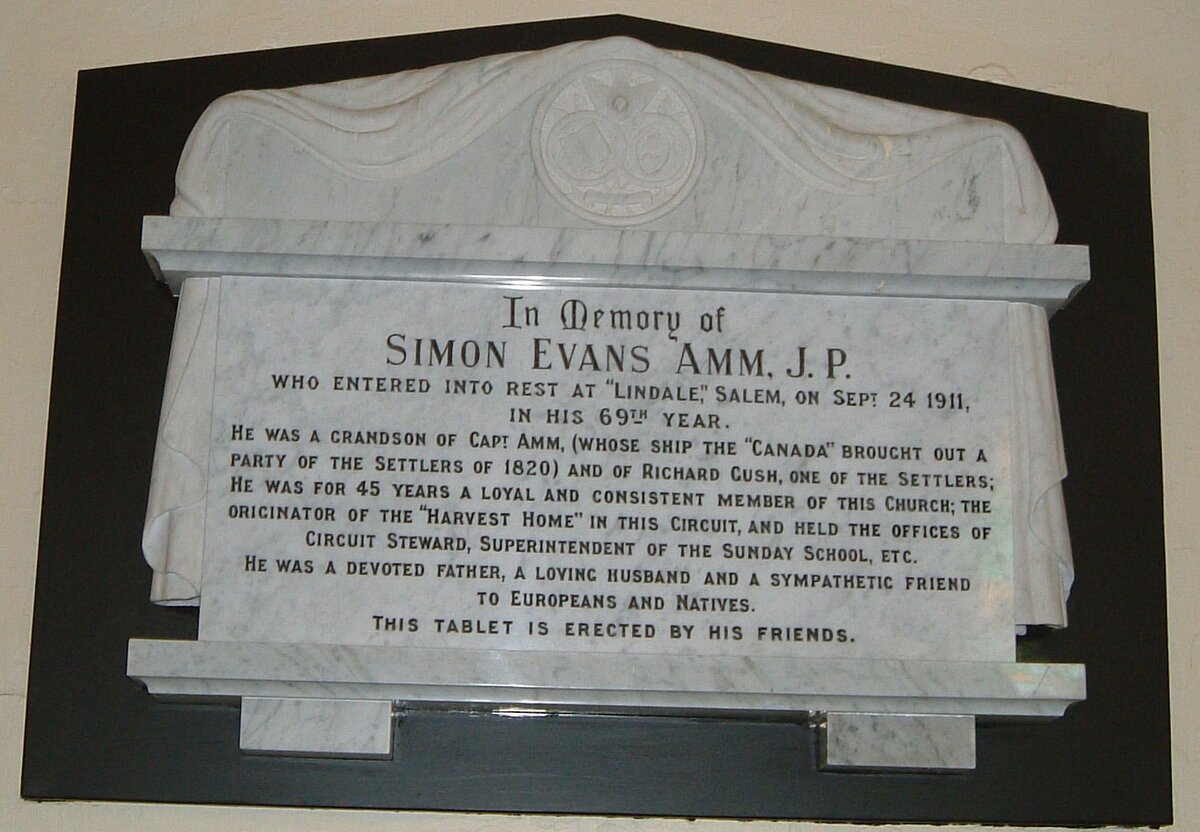 In Memory of
SIMON EVANS AMM, J.P.
WHO ENTERED INTO REST AT "LINDALE," SALEM, ON SEPT. 24 1911,
IN HIS 69TH YEAR.
HE WAS A GRANDSON OF CAPT. AMM, (WHOSE SHIP THE "CANADA" BROUGHT OUT A
PARTY OF THE SETTLERS OF 1820) AND OF RICHARD GUSH, ONE OF THE SETTLERS;
HE WAS FOR 45 YEARS A LOYAL AND CONSISTENT MEMBER OF THIS CHURCH; THE
ORIGINATOR OF THE "HARVEST HOME" IN THIS CIRCUIT, AND HELD THE OFFICES OF
CIRCUIT STEWARD, SUPERINTENDENT OF THE SUNDAY SCHOOL, ETC.
HE WAS A DEVOTED FATHER, A LOVING HUSBAND AND A SYMPATHETIC FRIEND
TO EUROPEANS AND NATIVES.
THIS TABLET IS ERECTED BY HIS FRIENDS.